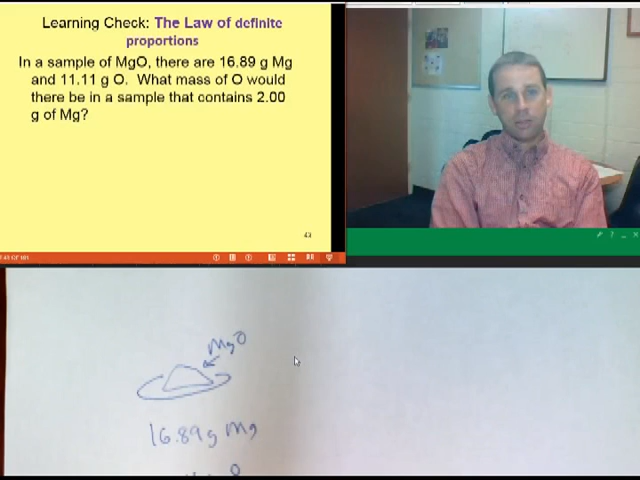 Learning Check: The Law of definite
proportions
In a sample of MgO, there are 16.89 g Mg
and 11.11 g O. What mass of O would
there be in a sample that contains 2.00
g of Mg?
43
MgO
16.89g Mg